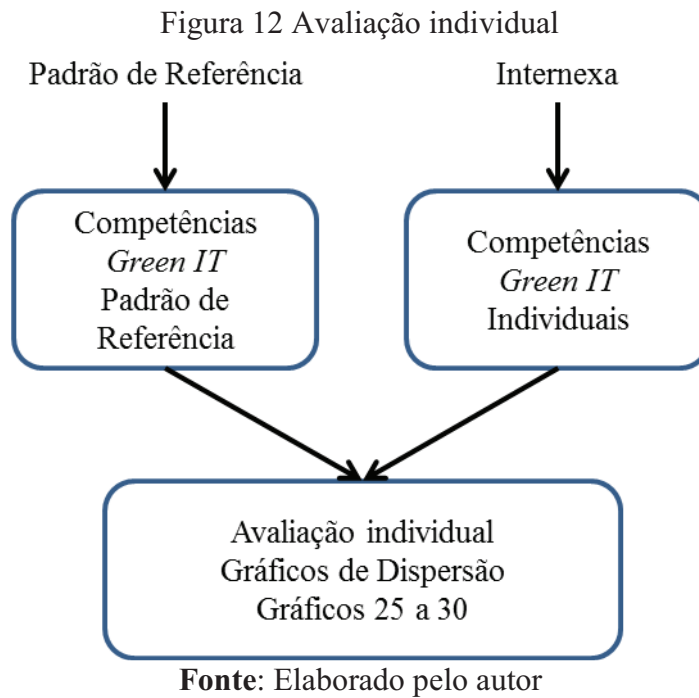 Figura 12 Avaliação individual
Padrão de Referência
Internexa
Competências
Green IT
Padrão de
Referência
Competências
Green IT
Individuais
Avaliação individual
Gráficos de Dispersão
Gráficos 25 a 30
Fonte: Elaborado pelo autor